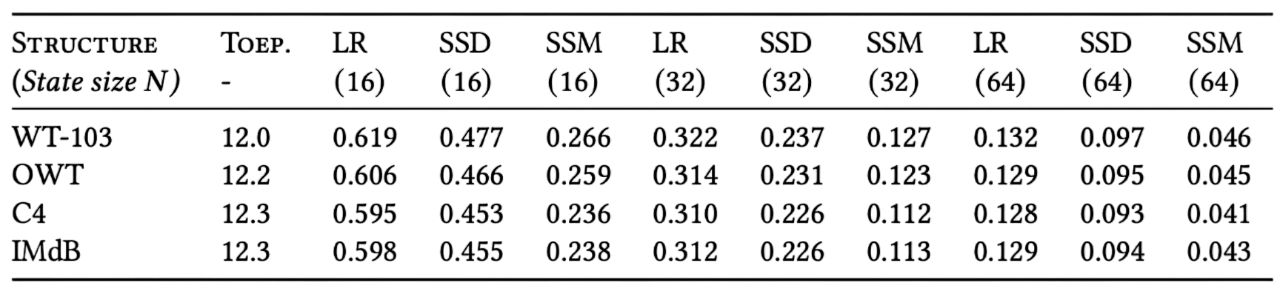 STRUCTURE TOEP. LR SSD SSM LR SSD SSM LR SSD SSM
(State size N) - (16) (16) (16) (32) (32) (32) (64) (64) (64)
WT-103 12.0 0.619 0.477 0.266 0.322 0.237 0.127 0.132 0.097 0.046
OWT 12.2 0.606 0.466 0.259 0.314 0.231 0.123 0.129 0.095 0.045
C4 12.3 0.595 0.453 0.236 0.310 0.226 0.112 0.128 0.093 0.041
IMdB 12.3 0.598 0.455 0.238 0.312 0.226 0.113 0.129 0.094 0.043